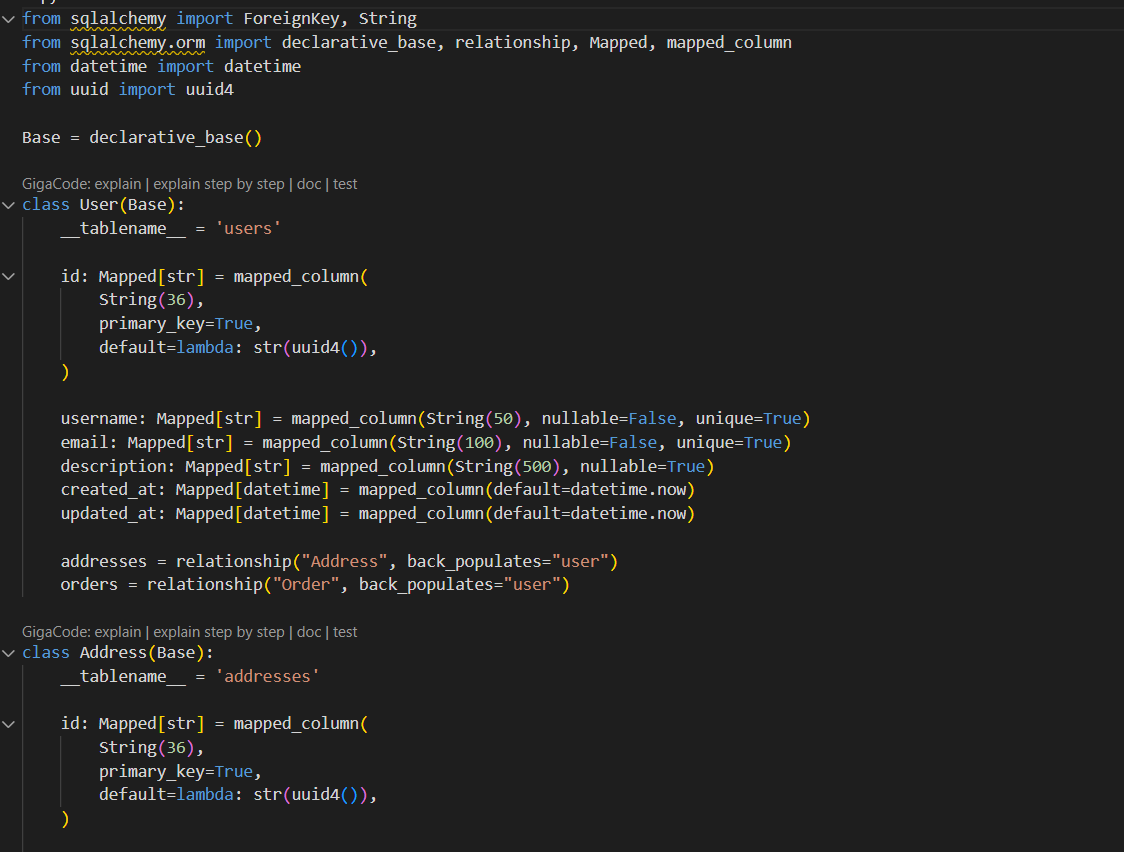 from sqlalchemy import ForeignKey, String
from sqlalchemy.orm import declarative_base, relationship, Mapped, mapped_column
from datetime import datetime
from uuid import uuid4
Base = declarative_base()
GigaCode: explain | explain step by step | doc | test
class User(Base):
    __tablename__ = 'users'
    id: Mapped[str] = mapped_column(
        String(36),
        primary_key=True,
        default=lambda: str(uuid4()),
    )
    username: Mapped[str] = mapped_column(String(50), nullable=False, unique=True)
    email: Mapped[str] = mapped_column(String(100), nullable=False, unique=True)
    description: Mapped[str] = mapped_column(String(500), nullable=True)
    created_at: Mapped[datetime] = mapped_column(default=datetime.now)
    updated_at: Mapped[datetime] = mapped_column(default=datetime.now)
    addresses = relationship("Address", back_populates="user")
    orders = relationship("Order", back_populates="user")
GigaCode: explain | explain step by step | doc | test
class Address(Base):
    __tablename__ = 'addresses'
    id: Mapped[str] = mapped_column(
        String(36),
        primary_key=True,
        default=lambda: str(uuid4()),
    )